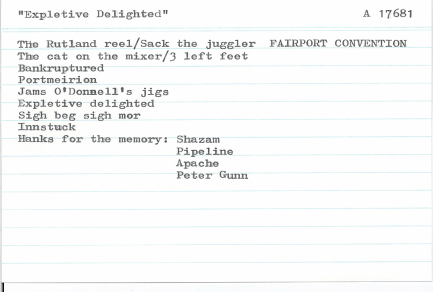 "Expletive Delighted" A 17681
The Rutland reel/Sack the juggler FAIRPORT CONVENTION
The cat on the mixer/3 left feet
Bankruptured
Portmeirion
Jams O'Donnell's jigs
Expletive delighted
Sigh beg sigh mor
Innstuck
Hanks for the memory: Shazam
Pipeline
Apache
Peter Gunn